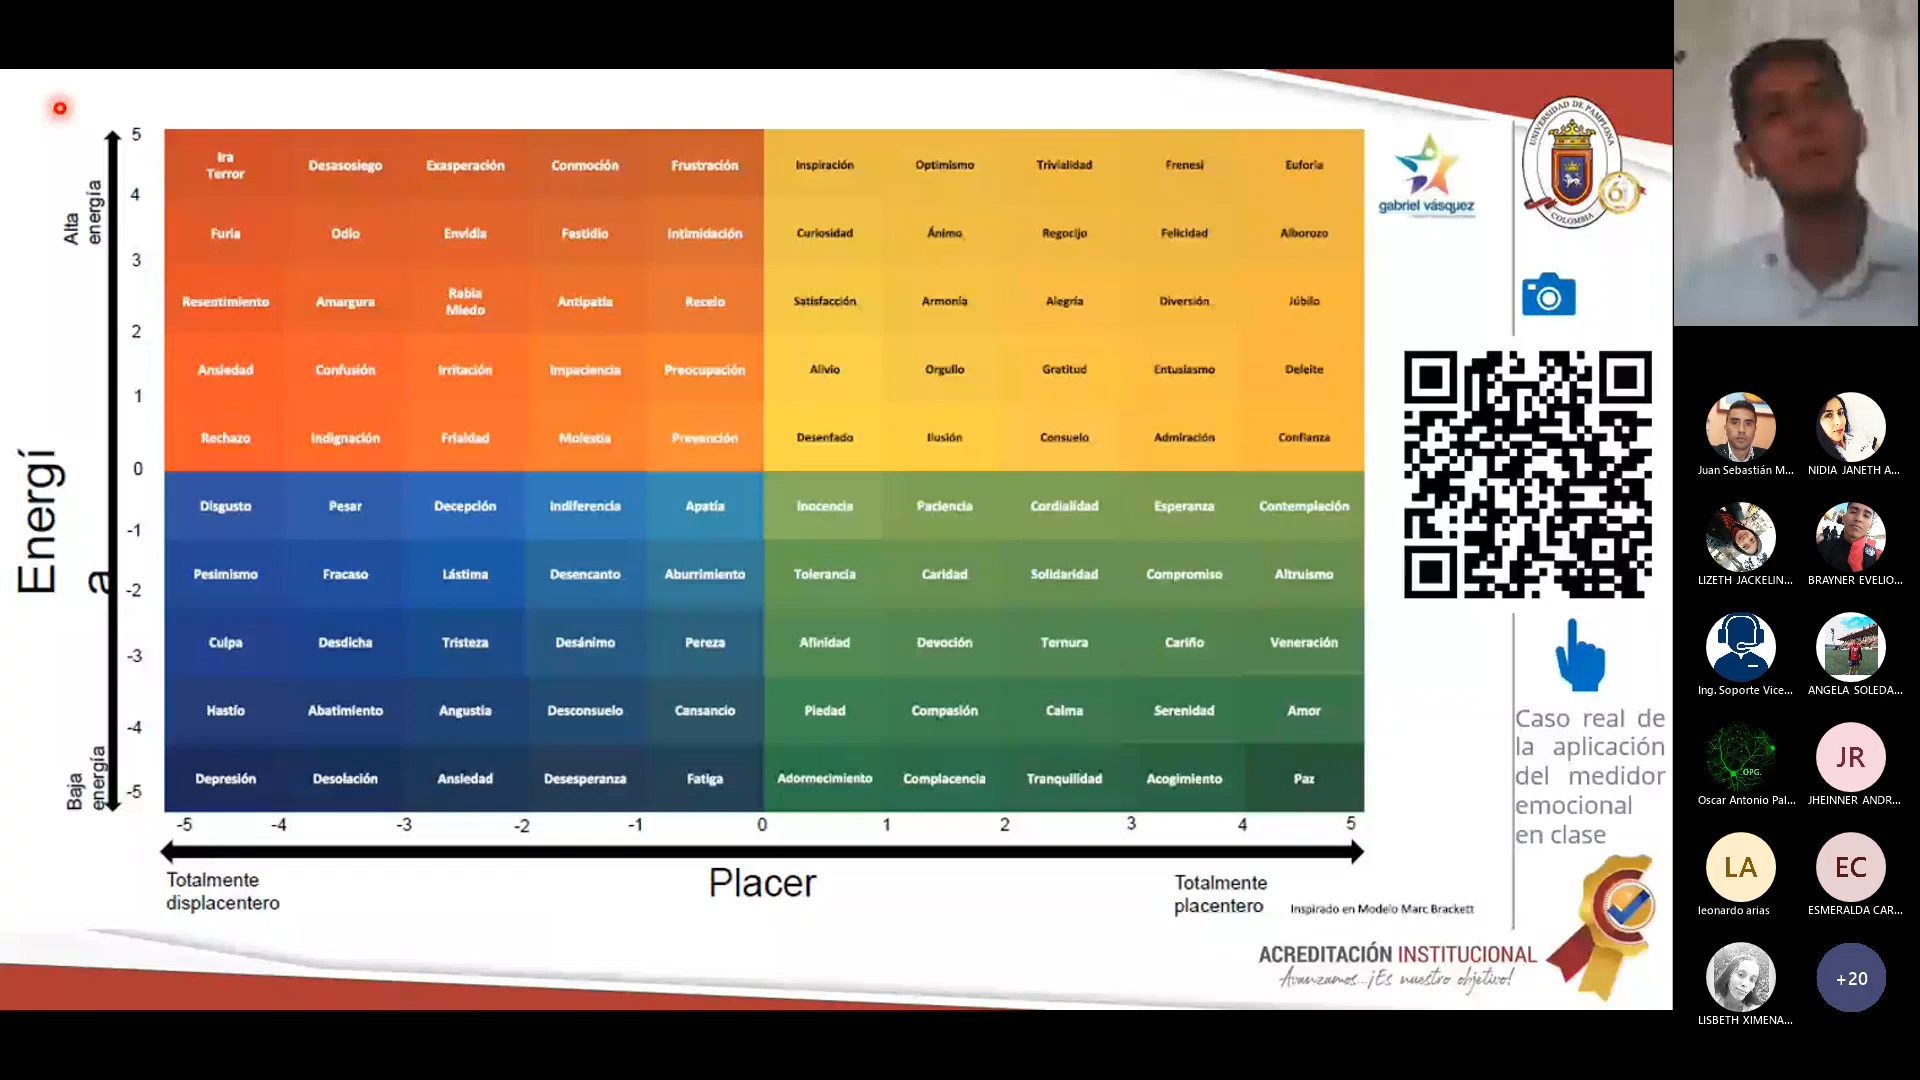 5
4
3
2
1
0
-1
-2
-3
-4
-5
Alta
energía
Energí
a
Baja
energía
Ira
Terror
Desasosiego
Exasperación
Conmoción
Frustración
Inspiración
Optimismo
Trivialidad
Frenesí
Euforia
Furia
Odio
Envidia
Fastidio
Intimidación
Curiosidad
Ánimo
Regocijo
Felicidad
Alborozo
Resentimiento
Amargura
Rabia
Miedo
Antipatía
Recelo
Satisfacción
Armonía
Alegría
Diversión
Júbilo
Ansiedad
Confusión
Irritación
Impaciencia
Preocupación
Alivio
Orgullo
Gratitud
Entusiasmo
Deleite
Rechazo
Indignación
Frialdad
Molestia
Prevención
Desenfado
Ilusión
Consuelo
Admiración
Confianza
Disgusto
Pesar
Decepción
Indiferencia
Apatía
Inocencia
Paciencia
Cordialidad
Esperanza
Contemplación
Pesimismo
Fracaso
Lástima
Desencanto
Aburrimiento
Tolerancia
Caridad
Solidaridad
Compromiso
Altruismo
Culpa
Desdicha
Tristeza
Desánimo
Pereza
Afinidad
Devoción
Ternura
Cariño
Veneración
Hastío
Abatimiento
Angustia
Desconsuelo
Cansancio
Piedad
Compasión
Calma
Serenidad
Amor
Depresión
Desolación
Ansiedad
Desesperanza
Fatiga
Adormecimiento
Complacencia
Tranquilidad
Acogimiento
Paz
-5 -4 -3 -2 -1 0 1 2 3 4 5
Totalmente
displacentero
Placer
Totalmente
placentero
Inspirado en Modelo Marc Brackett
gabriel vásquez
UNIVERSIDAD DE PAMPLONA
COLOMBIA
Caso real de
la aplicación
del medidor
emocional
en clase
ACREDITACIÓN INSTITUCIONAL
Avanzamos...¡Es nuestro objetivo!
Juan Sebastián M...
NIDIA JANETH A...
LIZETH JACKELIN...
BRAYNER EVELIO...
Ing. Soporte Vice...
ANGELA SOLEDA...
OPG.
Oscar Antonio Pal...
JR
JHEINNER ANDR...
LA
leonardo arias
EC
ESMERALDA CAR...
LISBETH XIMENA...
+20